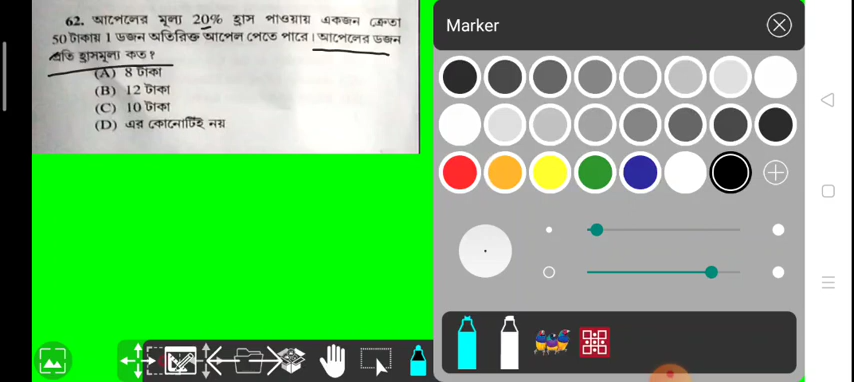 62. আপেলের মূল্য 20% হ্রাস পাওয়ায় একজন ক্রেতা
50 টাকায় 1 ডজন অতিরিক্ত আপেল পেতে পারে। আপেলের ডজন
প্রতি হ্রাসমূল্য কত?
(A) 8 টাকা
(B) 12 টাকা
(C) 10 টাকা
(D) এর কোনোটিই নয়
Marker